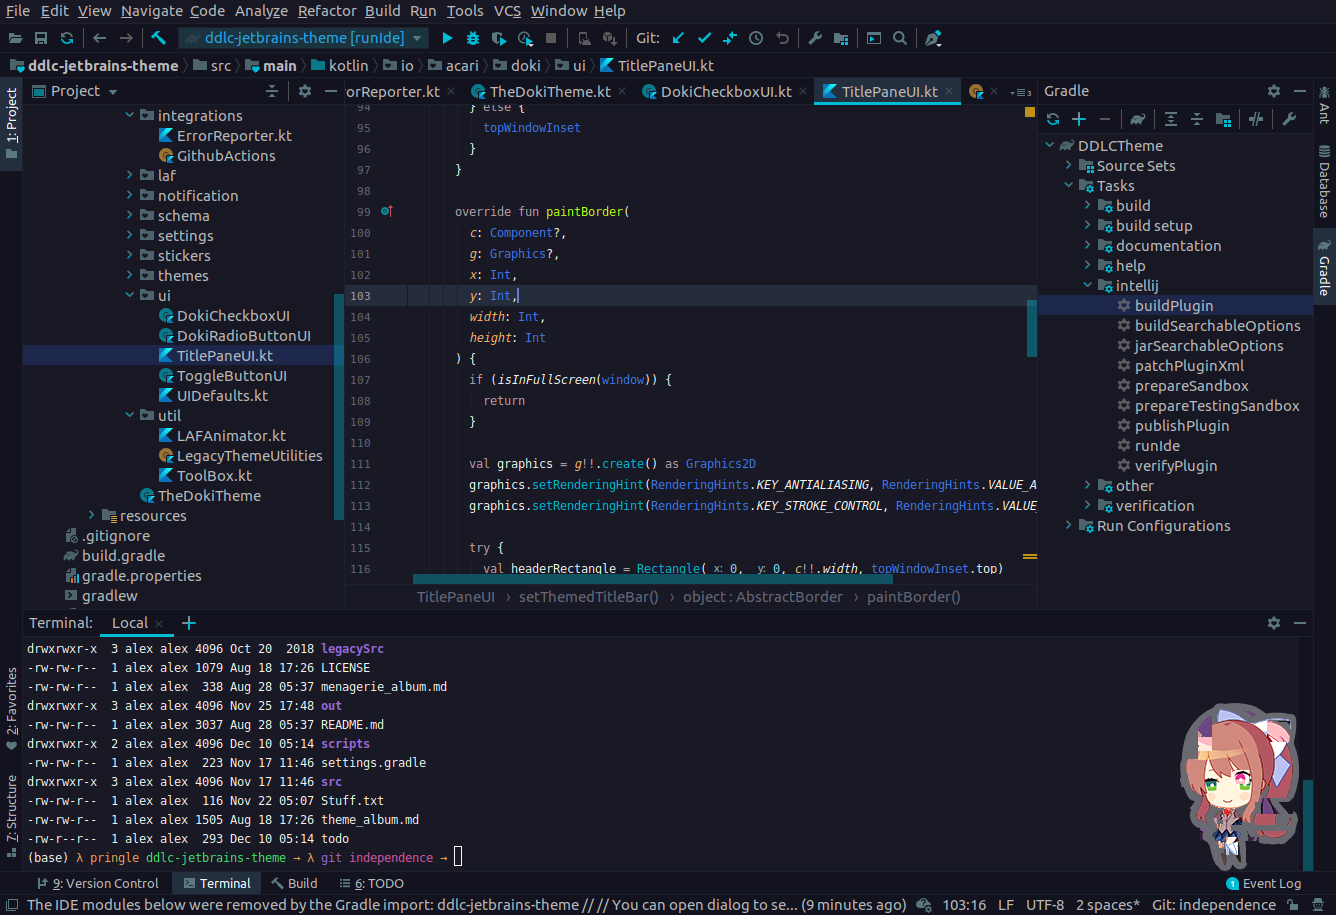 File Edit View Navigate Code Analyze Refactor Build Run Tools VCS Window Help
ddlc-jetbrains-theme [runIde] Git:
ddlc-jetbrains-theme src main kotlin io acari doki ui TitlePaneUI.kt
1: Project
Project
integrations
ErrorReporter.kt
GithubActions
laf
notification
schema
settings
stickers
themes
ui
DokiCheckboxUI
DokiRadioButtonUI
TitlePaneUI.kt
ToggleButtonUI
UIDefaults.kt
util
LAFAnimator.kt
LegacyThemeUtilities
ToolBox.kt
TheDokiTheme
resources
.gitignore
build.gradle
gradle.properties
gradlew
orReporter.kt TheDokiTheme.kt DokiCheckboxUI.kt TitlePaneUI.kt 3
94 } else {
95 topWindowInset
96 }
97 }
98
99 override fun paintBorder(
100 c: Component?,
101 g: Graphics?,
102 x: Int,
103 y: Int,
104 width: Int,
105 height: Int
106 ) {
107 if (isInFullScreen(window)) {
108 return
109 }
110
111 val graphics = g!!.create() as Graphics2D
112 graphics.setRenderingHint(RenderingHints.KEY_ANTIALIASING, RenderingHints.VALUE_A
113 graphics.setRenderingHint(RenderingHints.KEY_STROKE_CONTROL, RenderingHints.VALUE_
114
115 try {
116 val headerRectangle = Rectangle( x: 0, y: 0, c!!.width, topWindowInset.top)
TitlePaneUI › setThemedTitleBar() › object : AbstractBorder › paintBorder()
Gradle
DDLCTheme
Source Sets
Tasks
build
build setup
documentation
help
intellij
buildPlugin
buildSearchableOptions
jarSearchableOptions
patchPluginXml
prepareSandbox
prepareTestingSandbox
publishPlugin
runIde
verifyPlugin
other
verification
Run Configurations
Ant
Database
Gradle
Terminal: Local
drwxrwxr-x 3 alex alex 4096 Oct 20 2018 legacySrc
-rw-rw-r-- 1 alex alex 1079 Aug 18 17:26 LICENSE
-rw-rw-r-- 1 alex alex 338 Aug 28 05:37 menagerie_album.md
drwxrwxr-x 3 alex alex 4096 Nov 25 17:48 out
-rw-rw-r-- 1 alex alex 3037 Aug 28 05:37 README.md
drwxrwxr-x 2 alex alex 4096 Dec 10 05:14 scripts
-rw-rw-r-- 1 alex alex 223 Nov 17 11:46 settings.gradle
drwxrwxr-x 3 alex alex 4096 Nov 17 11:46 src
-rw-rw-r-- 1 alex alex 116 Nov 22 05:07 Stuff.txt
-rw-rw-r-- 1 alex alex 1505 Aug 18 17:26 theme_album.md
-rw-r--r-- 1 alex alex 293 Dec 10 05:14 todo
(base) λ pringle ddlc-jetbrains-theme → λ git independence →
2: Favorites
7: Structure
9: Version Control Terminal Build 6: TODO 1 Event Log
The IDE modules below were removed by the Gradle import: ddlc-jetbrains-theme // // You can open dialog to se... (9 minutes ago) 103:16 LF UTF-8 2 spaces* Git: independence